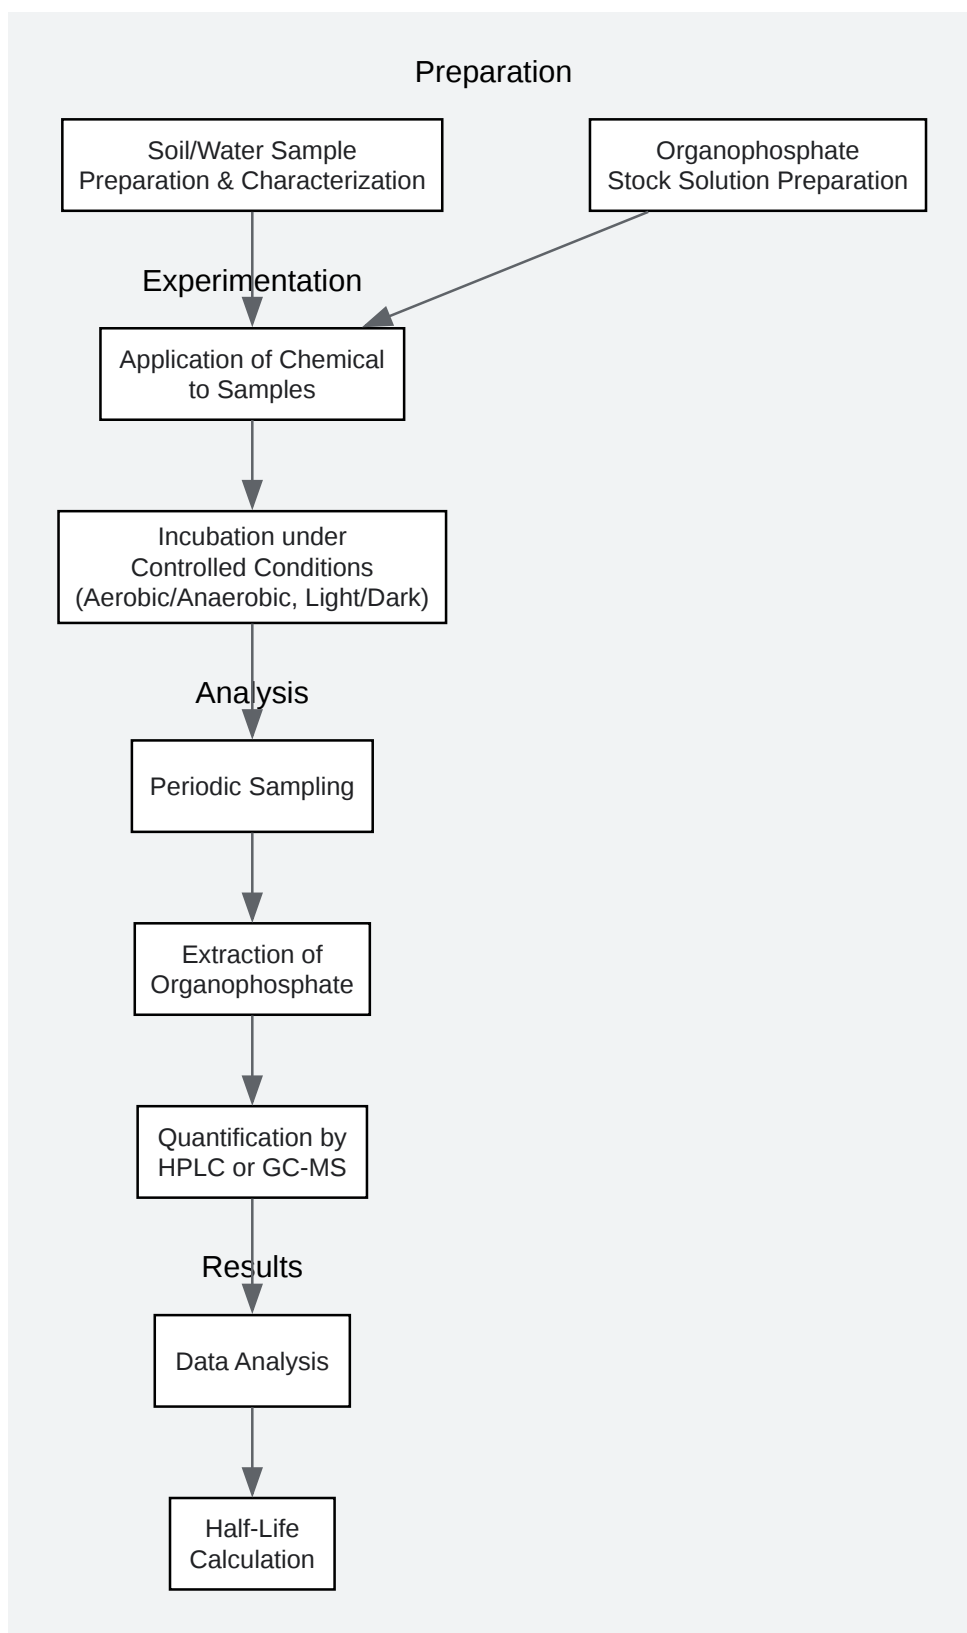 Preparation
Soil/Water Sample
Preparation & Characterization
Organophosphate
Stock Solution Preparation
Experimentation
Application of Chemical
to Samples
Incubation under
Controlled Conditions
(Aerobic/Anaerobic, Light/Dark)
Analysis
Periodic Sampling
Extraction of
Organophosphate
Quantification by
HPLC or GC-MS
Results
Data Analysis
Half-Life
Calculation